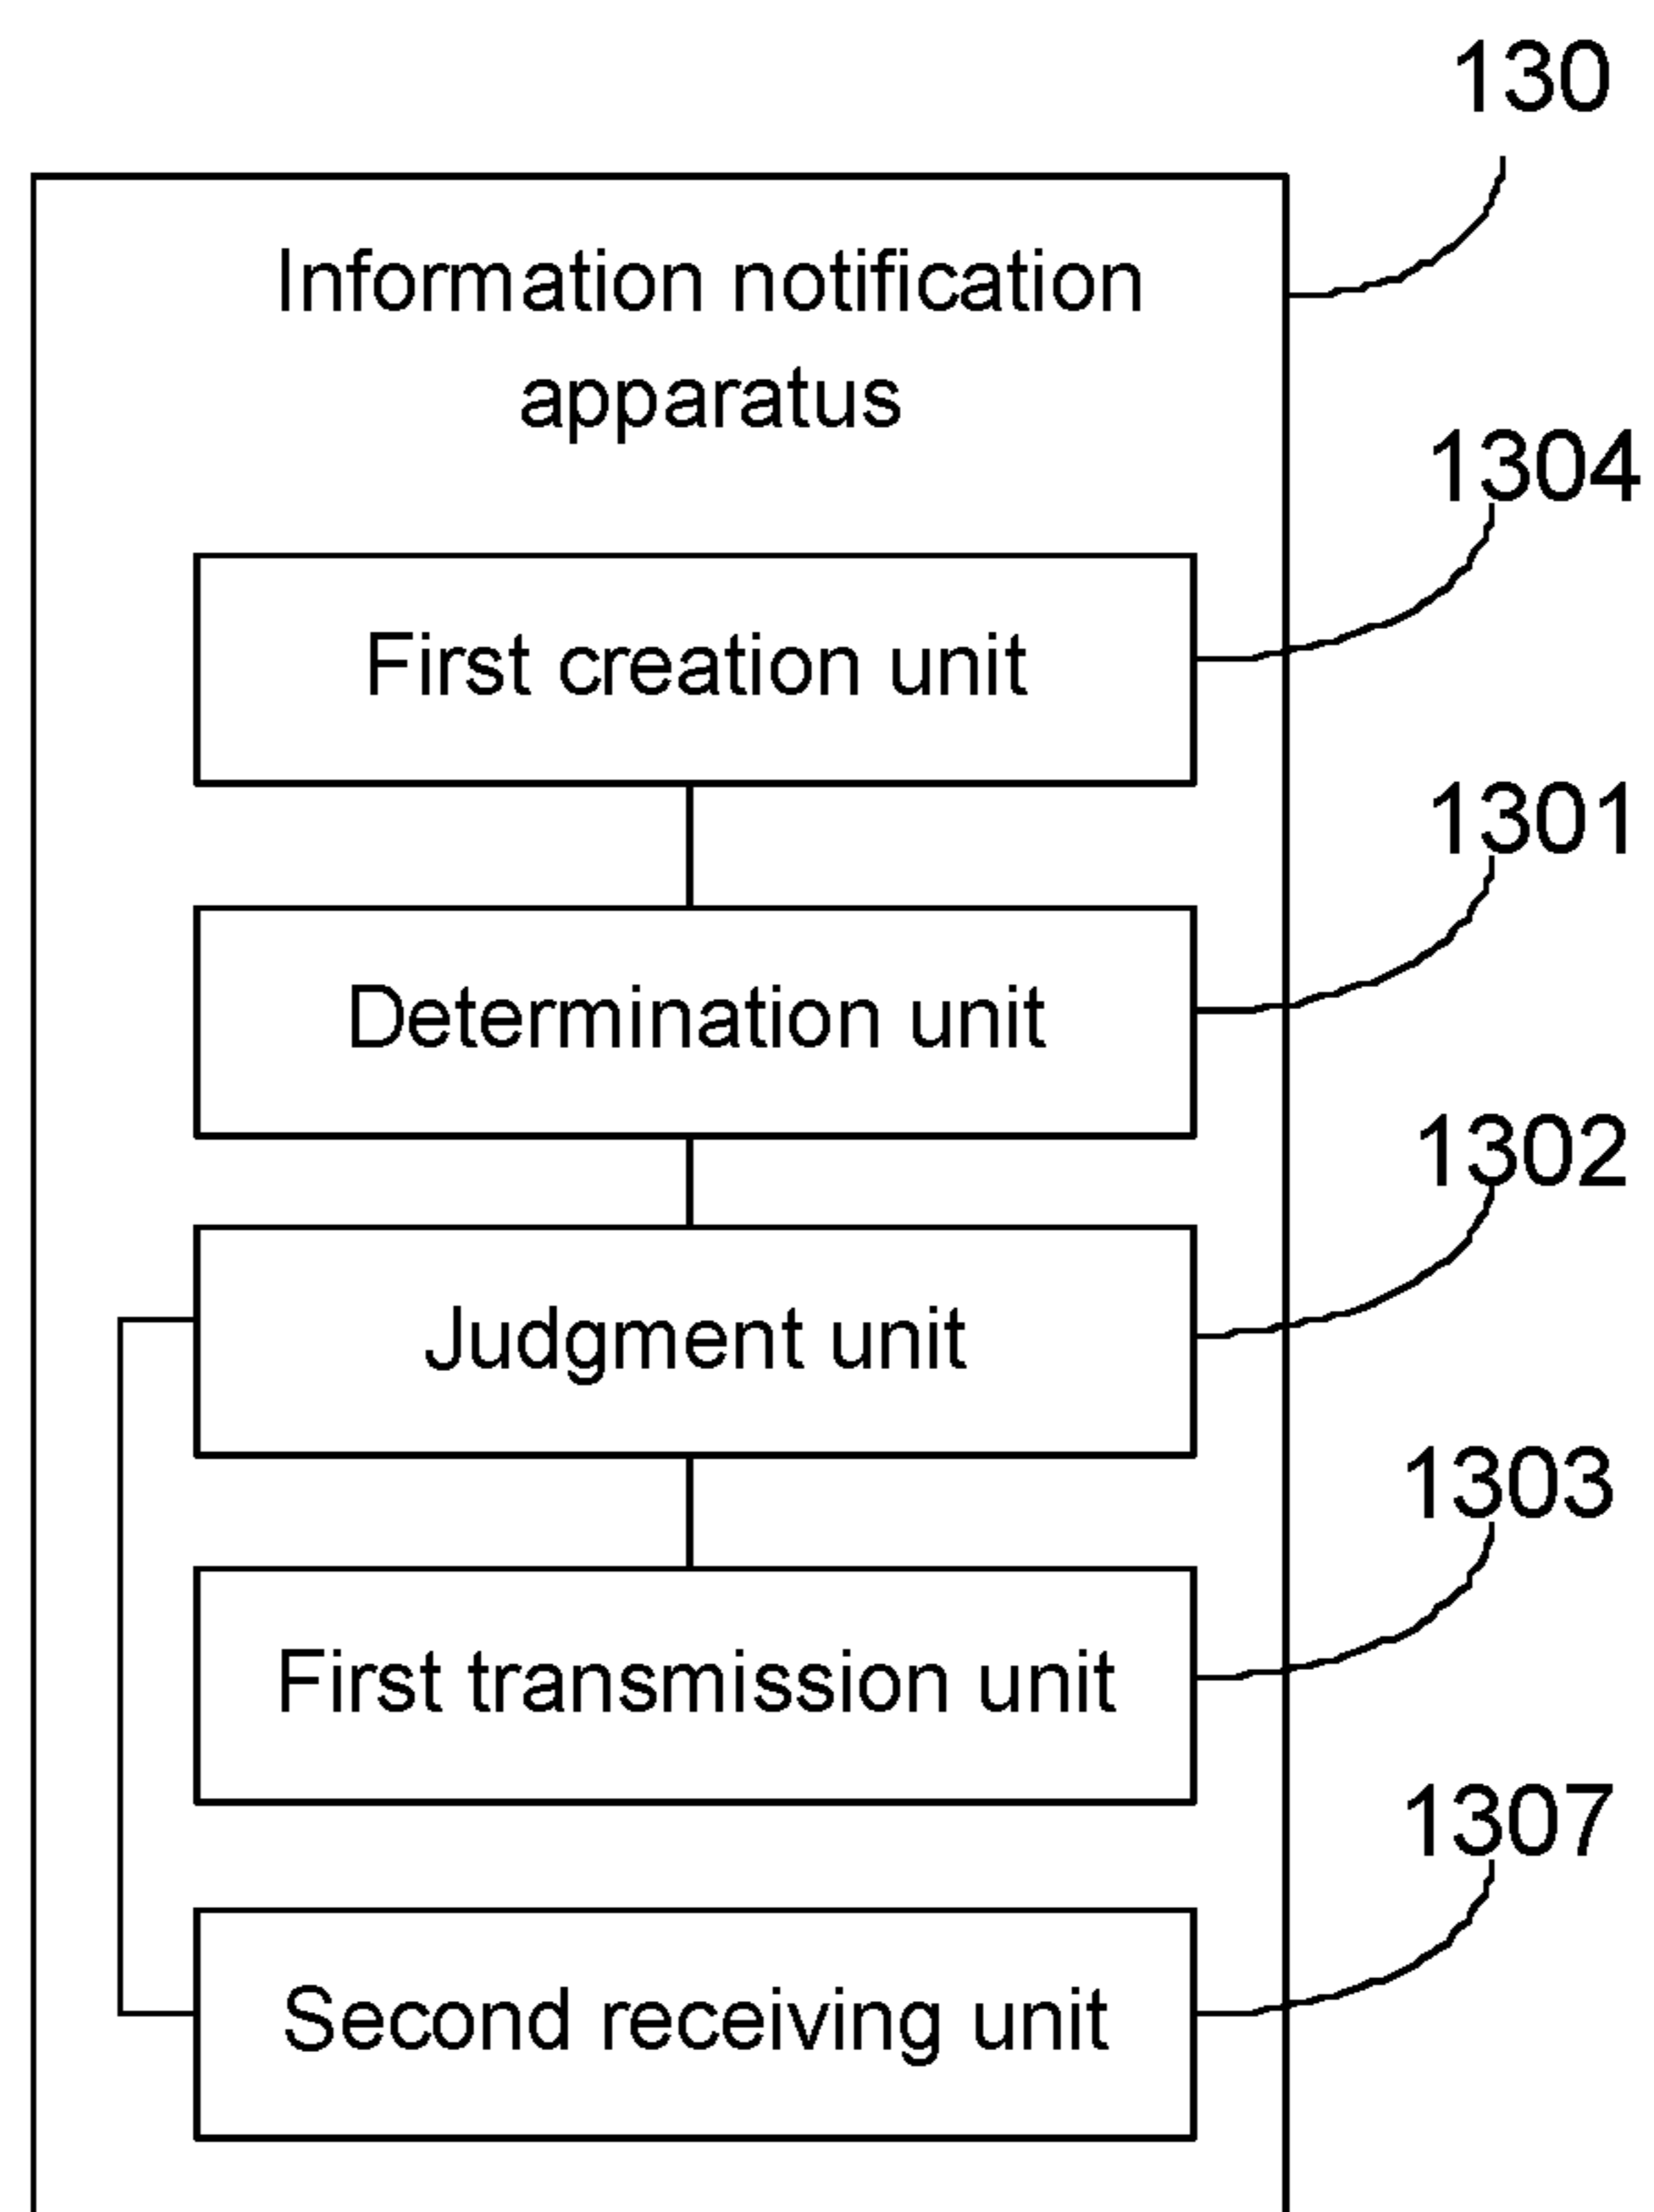 130
Information notification
apparatus
1304
First creation unit
1301
Determination unit
1302
Judgment unit
1303
First transmission unit
1307
Second receiving unit